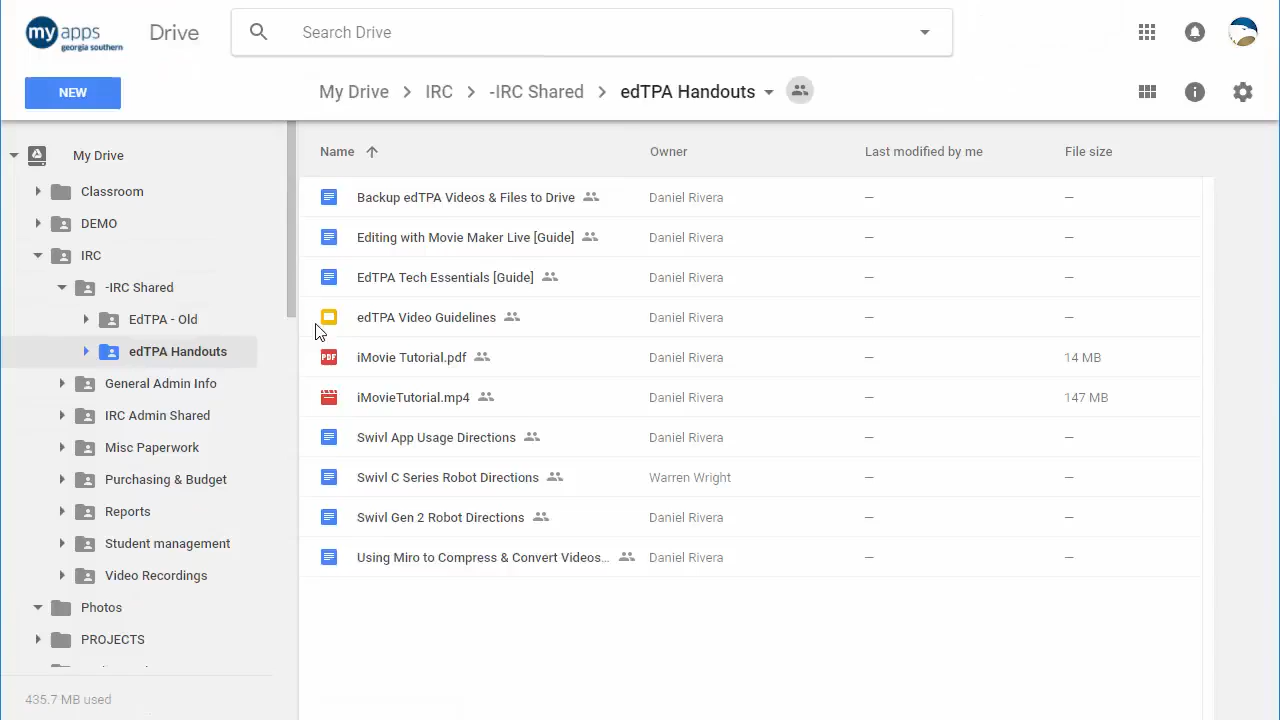 my apps
georgia southern
Drive
Search Drive
NEW
My Drive
IRC
-IRC Shared
edTPA Handouts
My Drive
Classroom
DEMO
IRC
-IRC Shared
EdTPA - Old
edTPA Handouts
General Admin Info
IRC Admin Shared
Misc Paperwork
Purchasing & Budget
Reports
Student management
Video Recordings
Photos
PROJECTS
435.7 MB used
Name Owner Last modified by me File size
Backup edTPA Videos & Files to Drive Daniel Rivera — —
Editing with Movie Maker Live [Guide] Daniel Rivera — —
EdTPA Tech Essentials [Guide] Daniel Rivera — —
edTPA Video Guidelines Daniel Rivera — —
PDF iMovie Tutorial.pdf Daniel Rivera — 14 MB
iMovieTutorial.mp4 Daniel Rivera — 147 MB
Swivl App Usage Directions Daniel Rivera — —
Swivl C Series Robot Directions Warren Wright — —
Swivl Gen 2 Robot Directions Daniel Rivera — —
Using Miro to Compress & Convert Videos... Daniel Rivera — —